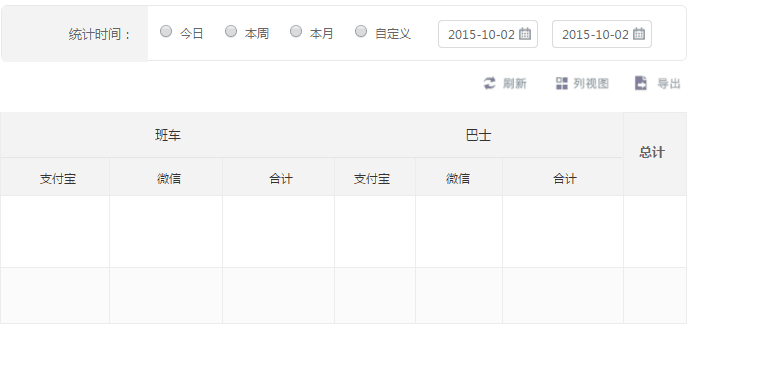 统计时间： 今日 本周 本月 自定义 2015-10-02 2015-10-02
刷新 列视图 导出
班车 巴士 总计
支付宝 微信 合计 支付宝 微信 合计